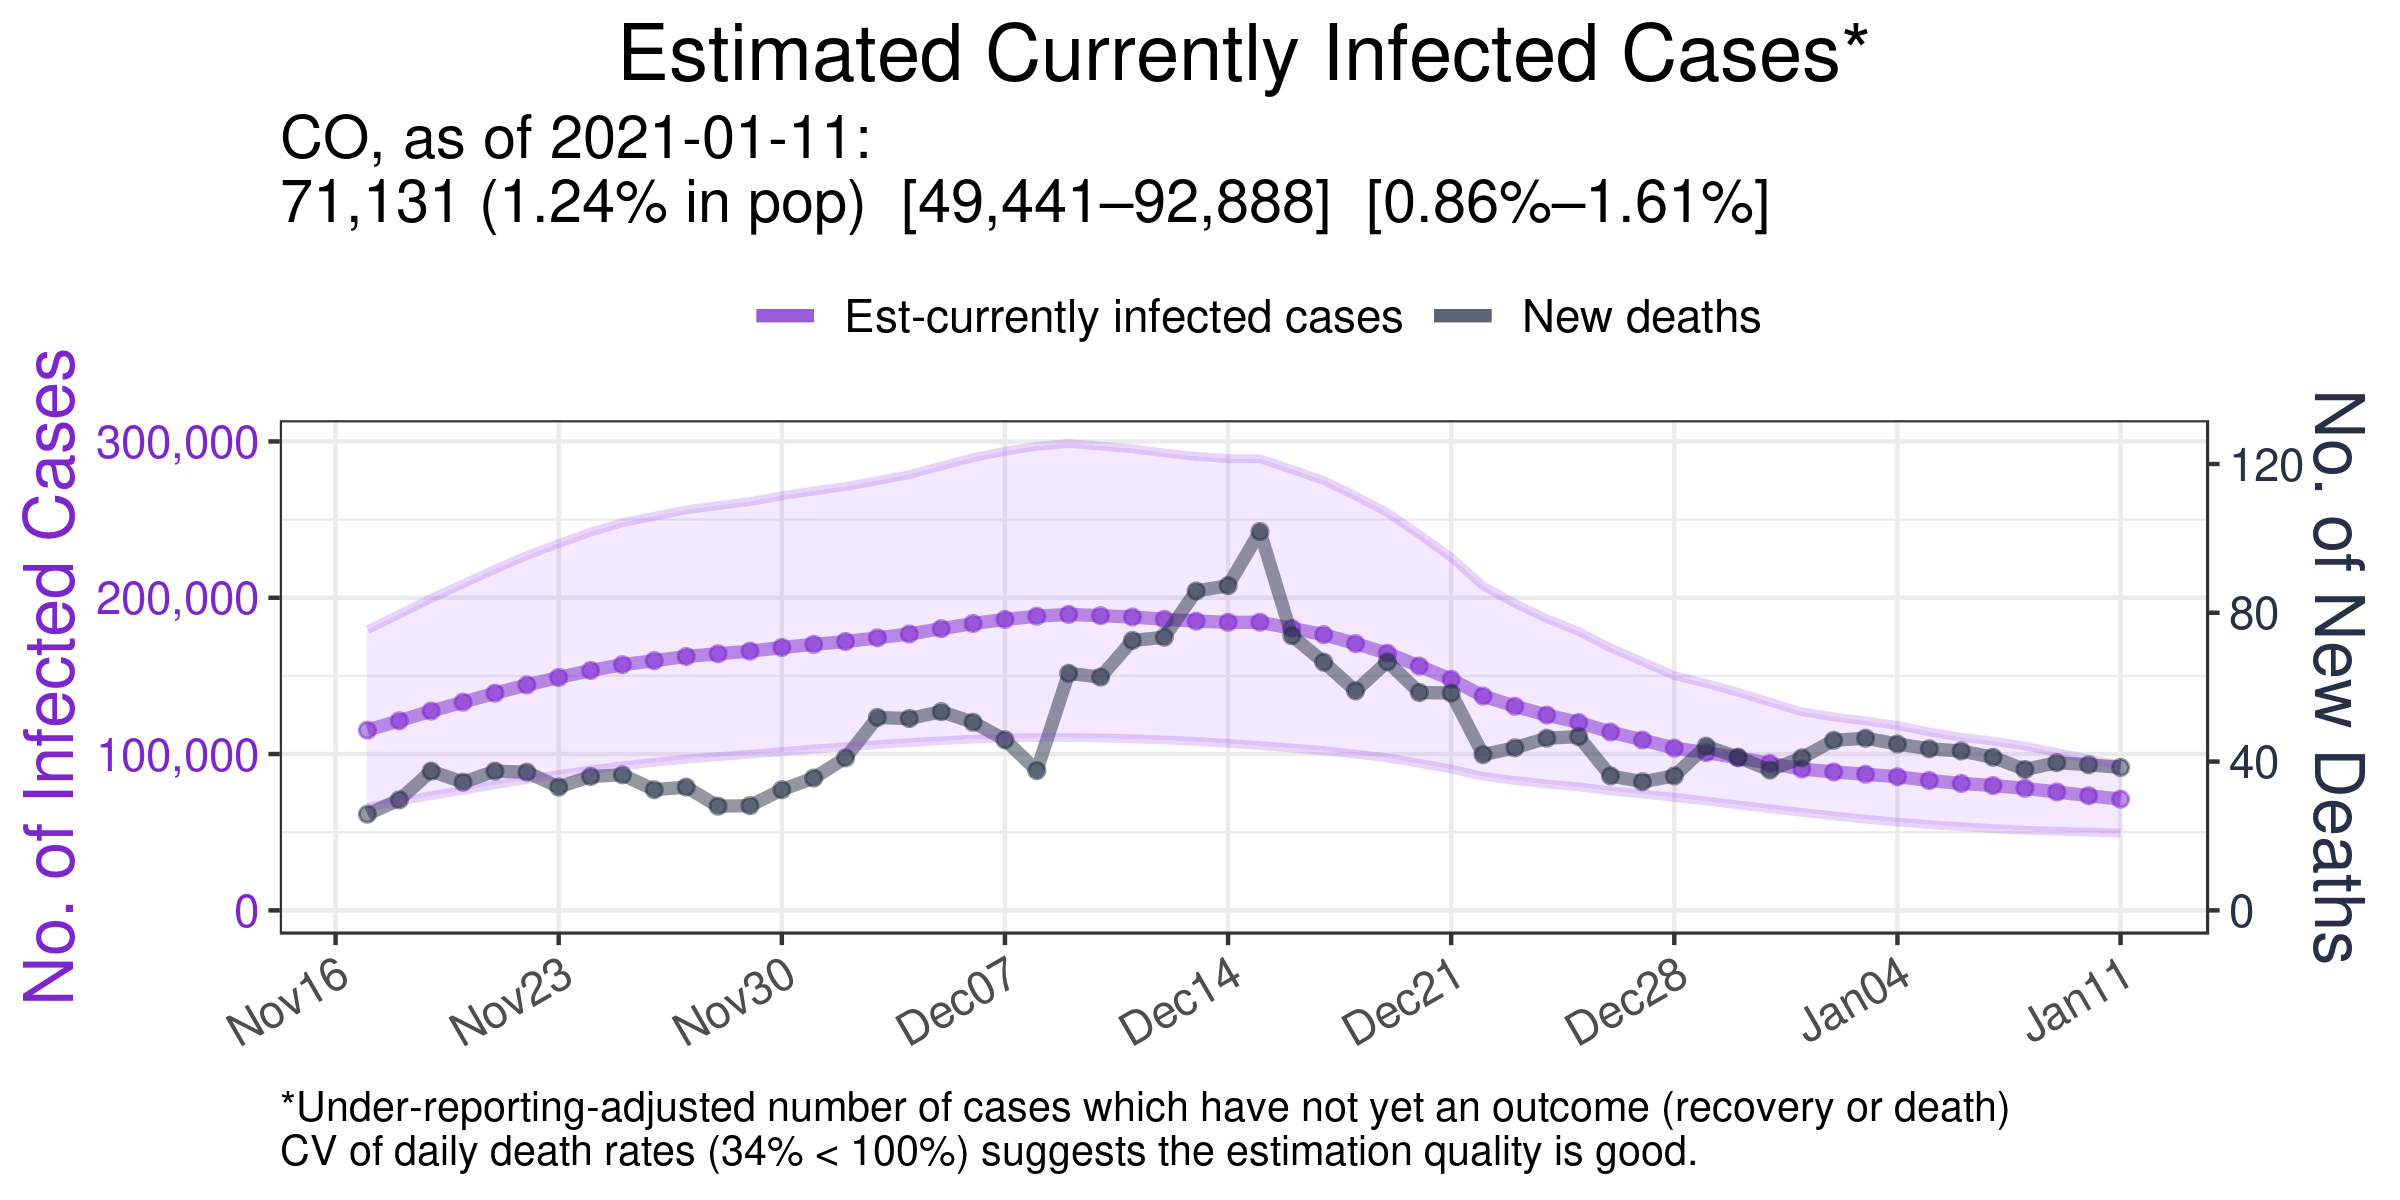 Estimated Currently Infected Cases*
CO, as of 2021-01-11:
71,131 (1.24% in pop)  [49,441–92,888]  [0.86%–1.61%]
Est-currently infected cases
New deaths
No. of Infected Cases
300,000
200,000
100,000
0
120
80
40
0
No. of New Deaths
Nov16
Nov23
Nov30
Dec07
Dec14
Dec21
Dec28
Jan04
Jan11
*Under-reporting-adjusted number of cases which have not yet an outcome (recovery or death)
CV of daily death rates (34% < 100%) suggests the estimation quality is good.